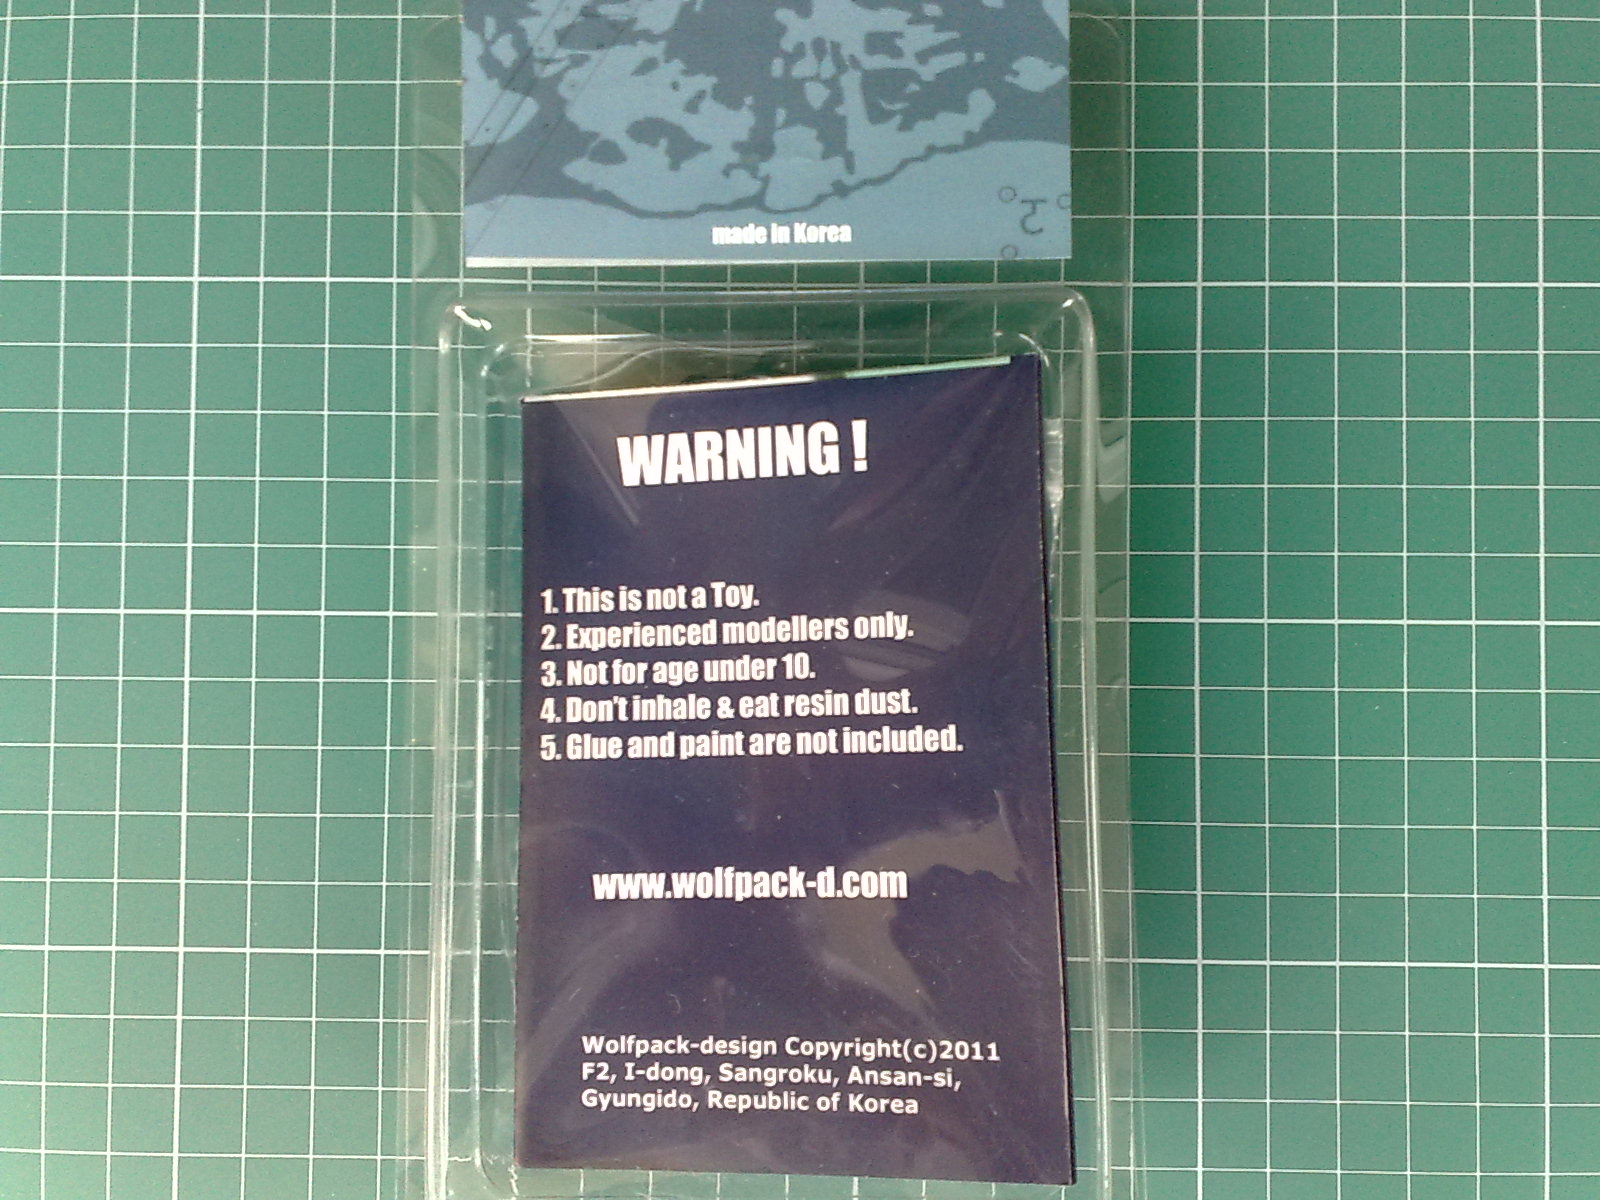 made in Korea
WARNING !
1. This is not a Toy.
2. Experienced modellers only.
3. Not for age under 10.
4. Don't inhale & eat resin dust.
5. Glue and paint are not included.
www.wolfpack-d.com
Wolfpack-design Copyright(c)2011
F2, I-dong, Sangroku, Ansan-si,
Gyungido, Republic of Korea